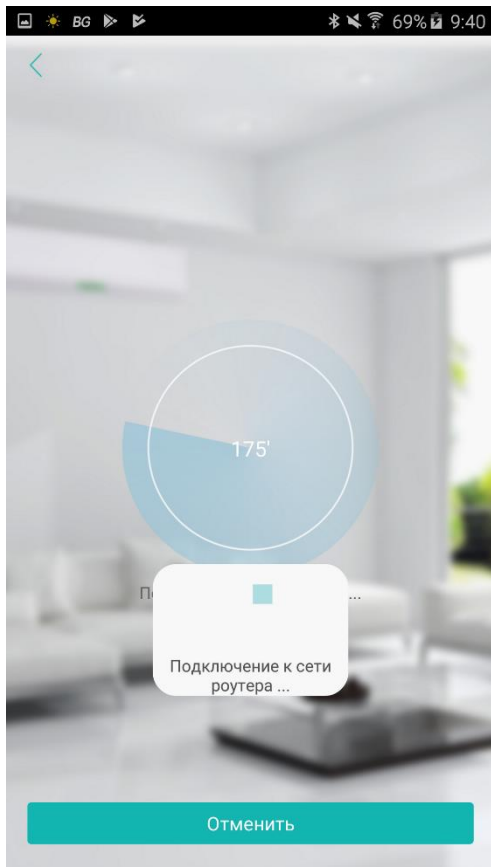 BG 69% 9:40
175'
...
Подключение к сети
роутера ...
Отменить